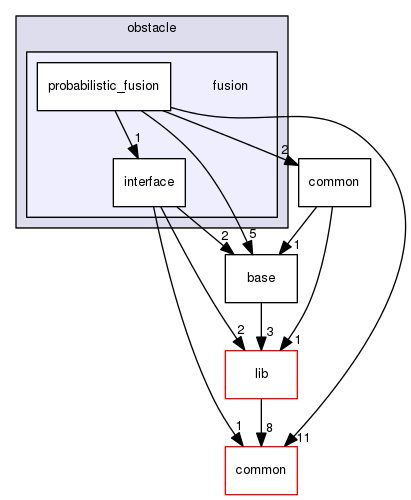 obstacle
probabilistic_fusion
fusion
1
2
interface
common
2
5
1
base
2
3
1
lib
1
8
11
common